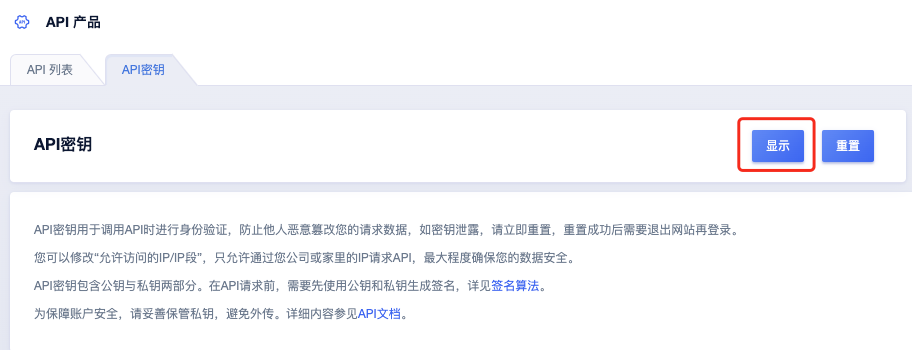 API 产品
API 列表
API密钥
API密钥
显示
重置
API密钥用于调用API时进行身份验证，防止他人恶意篡改您的请求数据，如密钥泄露，请立即重置，重置成功后需要退出网站再登录。
您可以修改“允许访问的IP/IP段”，只允许通过您公司或家里的IP请求API，最大程度确保您的数据安全。
API密钥包含公钥与私钥两部分。在API请求前，需要先使用公钥和私钥生成签名，详见签名算法。
为保障账户安全，请妥善保管私钥，避免外传。详细内容参见API文档。